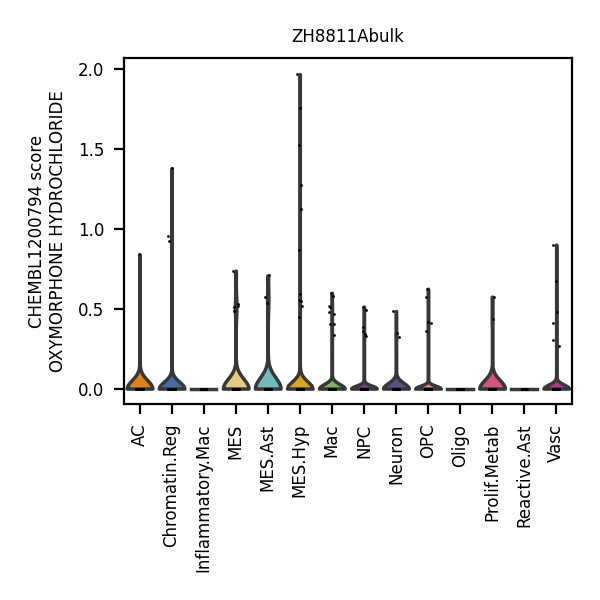 ZH8811Abulk
CHEMBL1200794 score
OXYMORPHONE HYDROCHLORIDE
2.0
1.5
1.0
0.5
0.0
AC
Chromatin.Reg
Inflammatory.Mac
MES
MES.Ast
MES.Hyp
Mac
NPC
Neuron
OPC
Oligo
Prolif.Metab
Reactive.Ast
Vasc